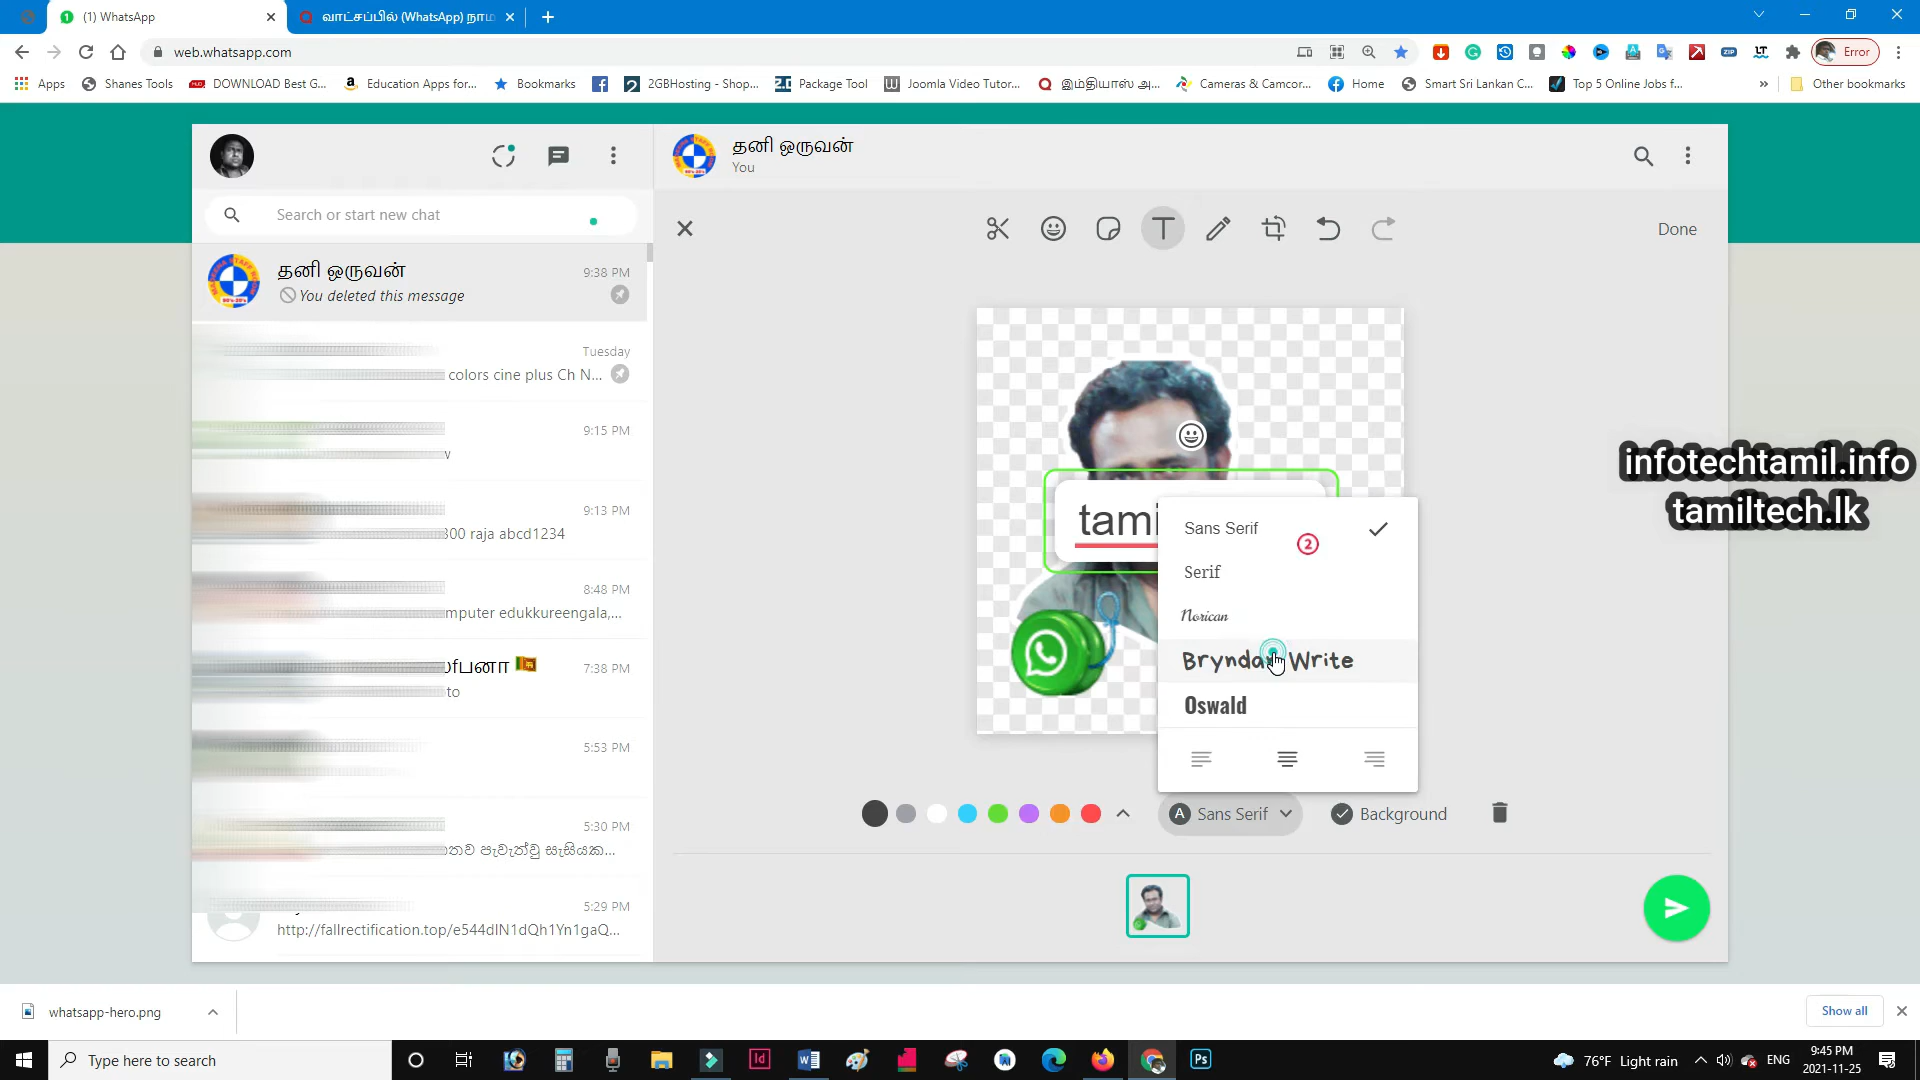 (1) WhatsApp
வாட்சப்பில் (WhatsApp) நாம
web.whatsapp.com
Error
Apps
Shanes Tools
DOWNLOAD Best G...
Education Apps for...
Bookmarks
2GBHosting - Shop...
Package Tool
Joomla Video Tutor...
இம்தியாஸ் அ...
Cameras & Camcor...
Home
Smart Sri Lankan C...
Top 5 Online Jobs f...
Other bookmarks
தனி ஒருவன்
You
Search or start new chat
Done
தனி ஒருவன்
9:38 PM
You deleted this message
Tuesday
colors cine plus Ch N...
9:15 PM
9:13 PM
raja abcd1234
8:48 PM
mputer edukkureengala,...
7:38 PM
to
5:53 PM
5:30 PM
5:29 PM
http://fallrectification.top/e544dlN1dQh1Yn1gaQ...
tami
Sans Serif
2
Serif
Norican
Bryndan Write
Oswald
A Sans Serif
Background
infotechtamil.info
tamiltech.lk
whatsapp-hero.png
Show all
Type here to search
76°F Light rain
ENG
9:45 PM
2021-11-25